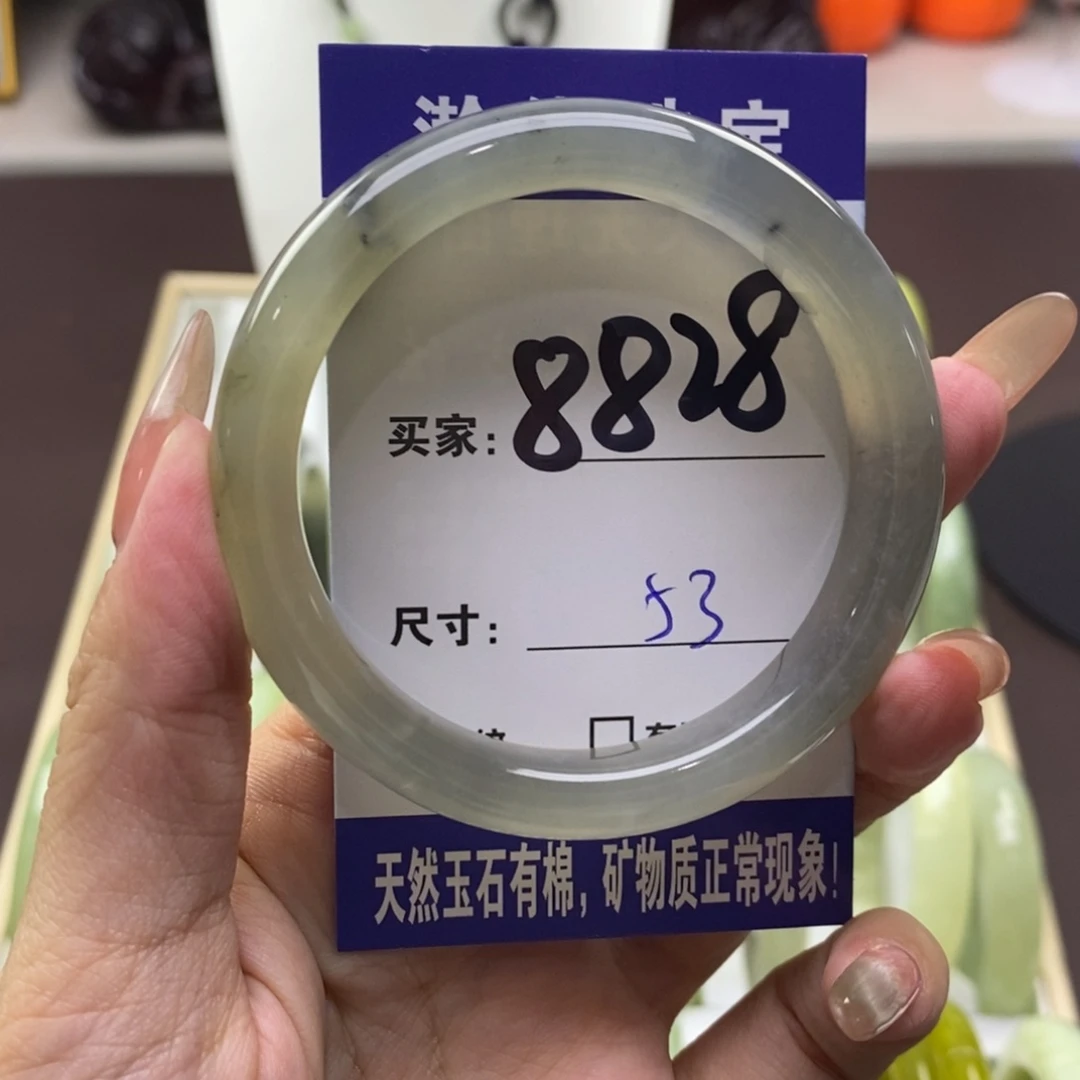 买家: 8828
尺寸: 53
天然玉石有棉, 矿物质正常现象!